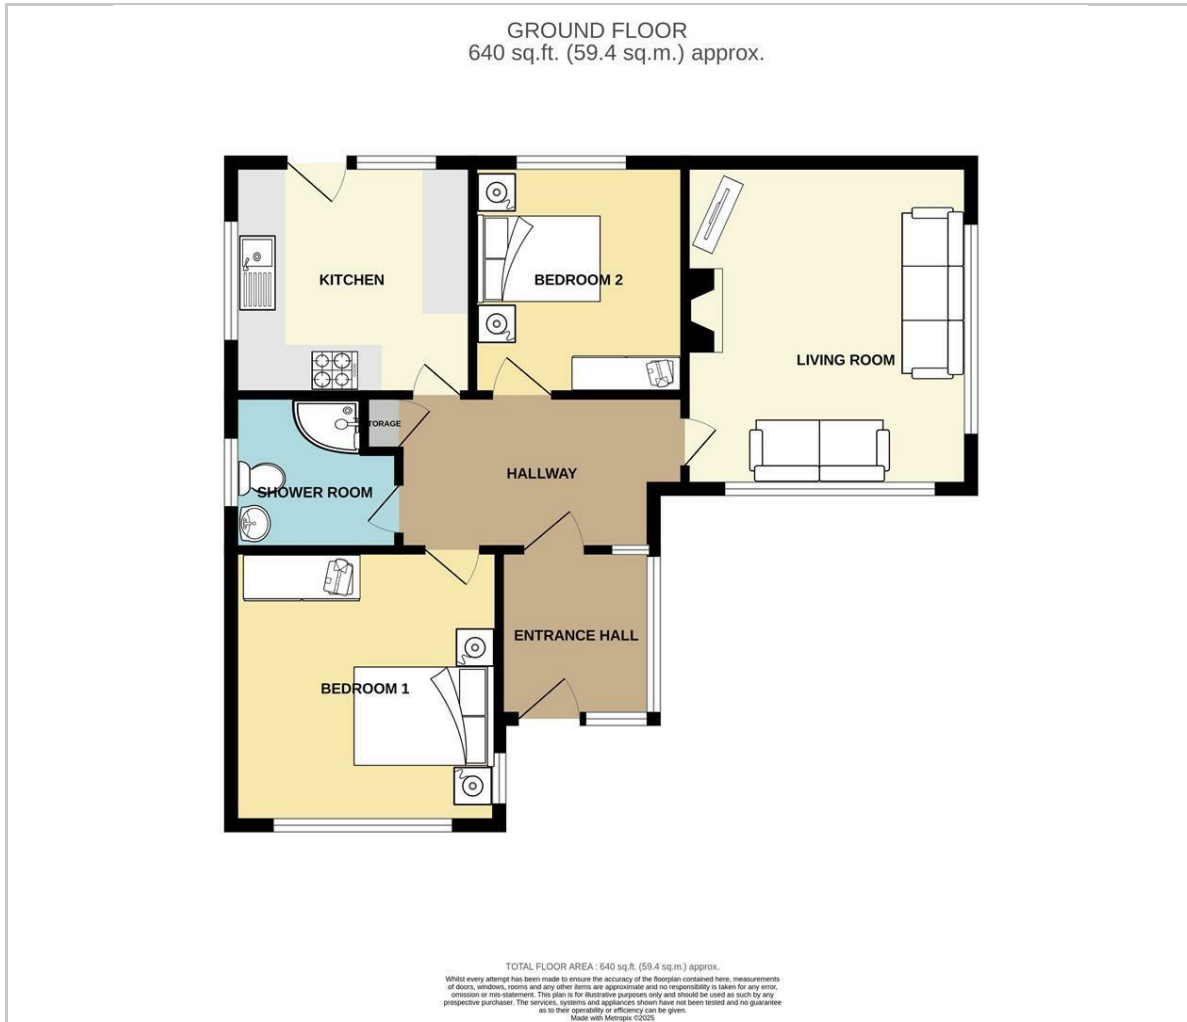 GROUND FLOOR
640 sq.ft. (59.4 sq.m.) approx.
KITCHEN
BEDROOM 2
LIVING ROOM
TORAGE
HALLWAY
SHOWER ROOM
ENTRANCE HALL
BEDROOM 1
TOTAL FLOOR AREA : 640 sq.ft. (59.4 sq.m.) approx.
Whilst every attempt has been made to ensure the accuracy of the floorplan contained here, measurements
of doors, windows, rooms and any other items are approximate and no responsibility is taken for any error,
omission or mis-statement. This plan is for illustrative purposes only and should be used as such by any
prospective purchaser. The services, systems and appliances shown have not been tested and no guarantee
as to their operability or efficiency can be given.
Made with Metropix ©2025